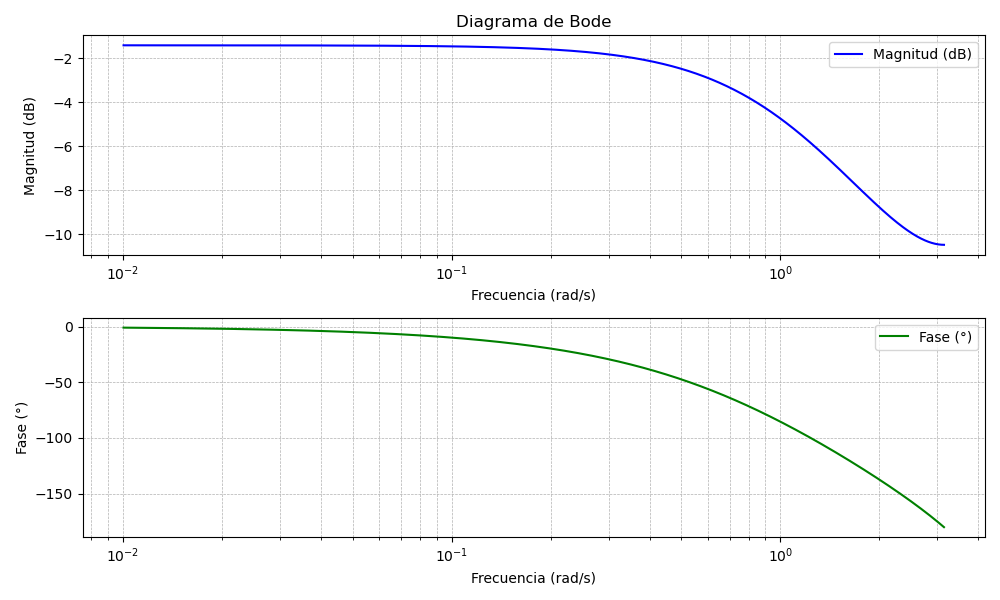 Diagrama de Bode
Magnitud (dB)
−2
−4
−6
−8
−10
Magnitud (dB)
10⁻² 10⁻¹ 10⁰
Frecuencia (rad/s)
Fase (°)
0
−50
−100
−150
Fase (°)
10⁻² 10⁻¹ 10⁰
Frecuencia (rad/s)